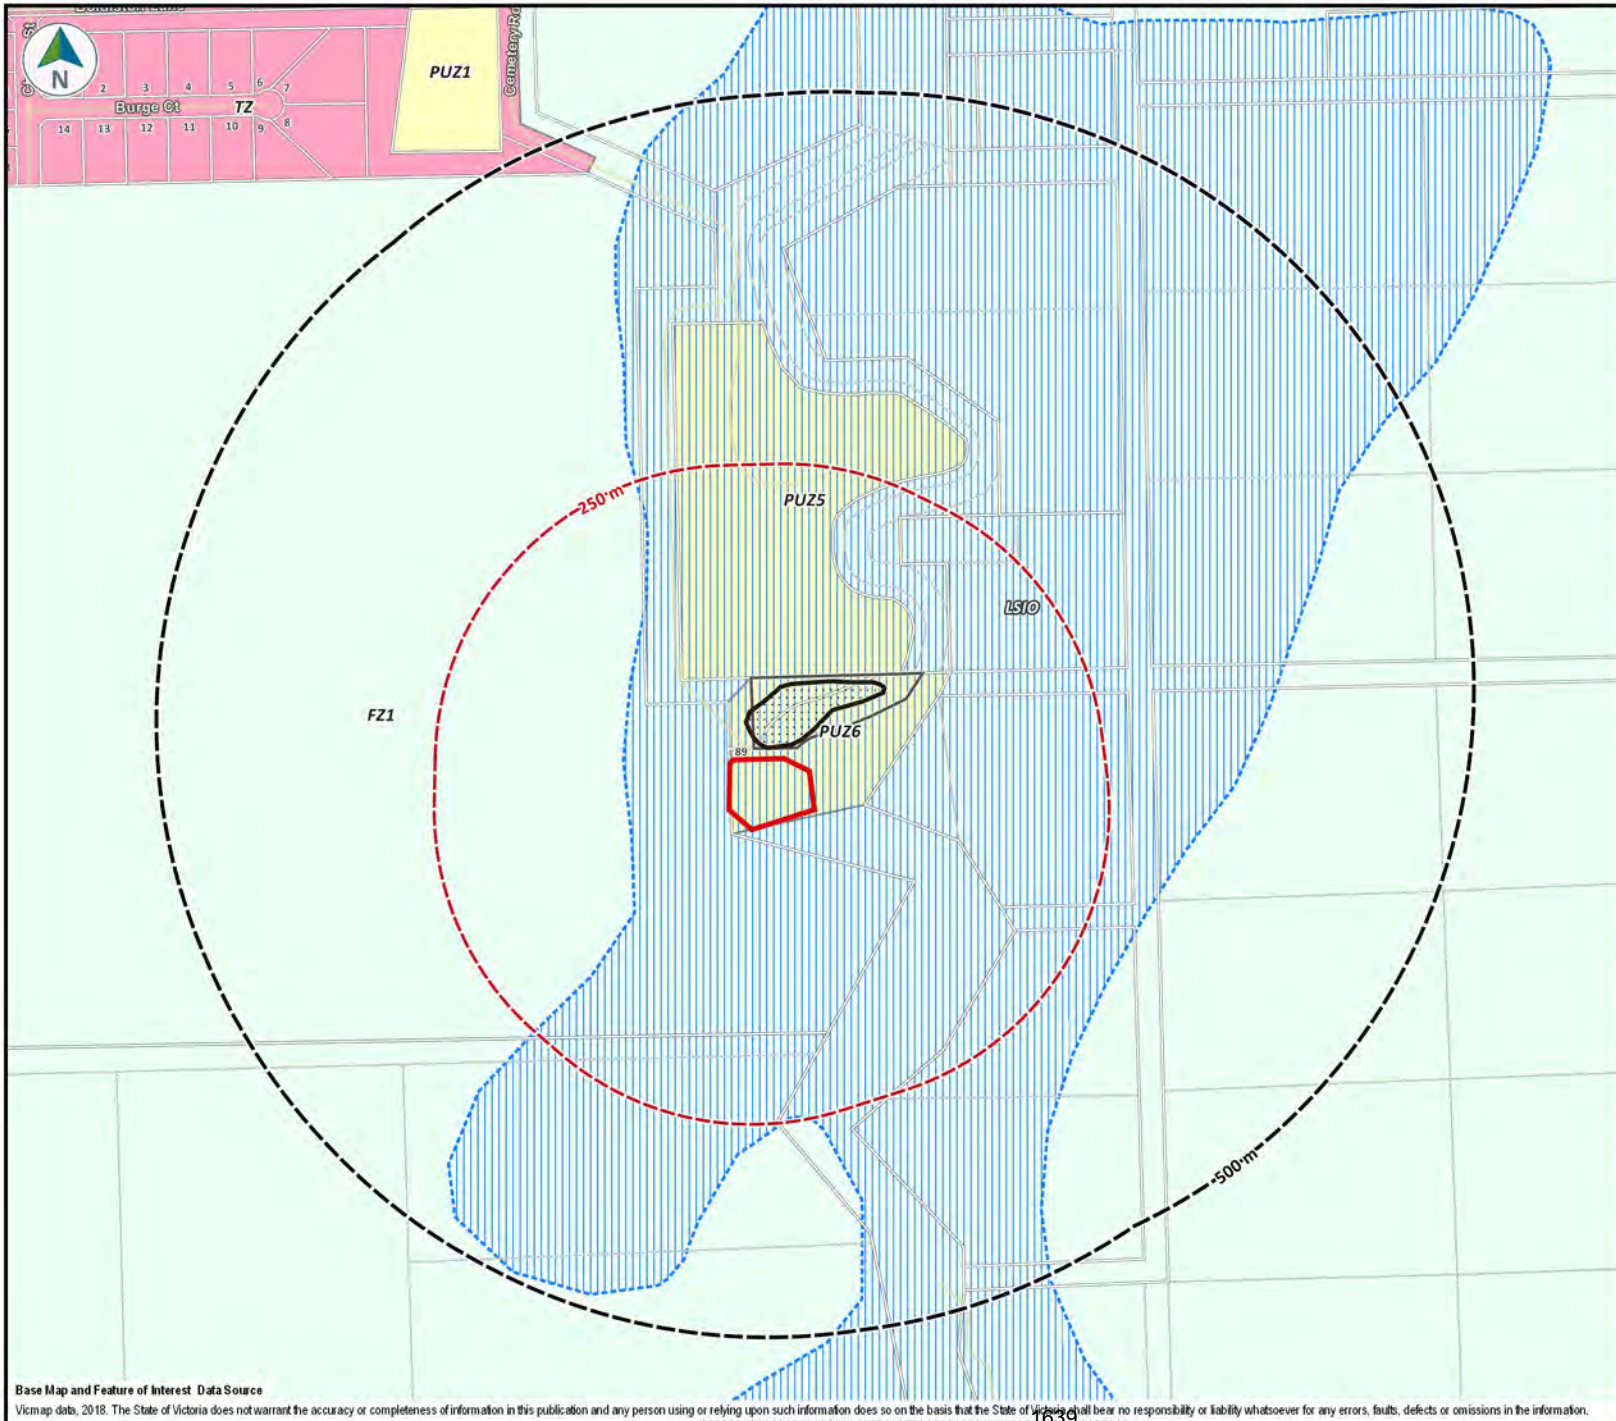 N
PUZ1
Cemetery Rd
2 3 4 5 6 7
Burge Ct
TZ
14 13 12 11 10 9 8
250 m
PUZ5
LSIO
FZ1
PUZ6
89
500 m
Base Map and Feature of Interest Data Source
Vicmap data, 2018. The State of Victoria does not warrant the accuracy or completeness of information in this publication and any person using or relying upon such information does so on the basis that the State of Victoria shall bear no responsibility or liability whatsoever for any errors, faults, defects or omissions in the information.
1639